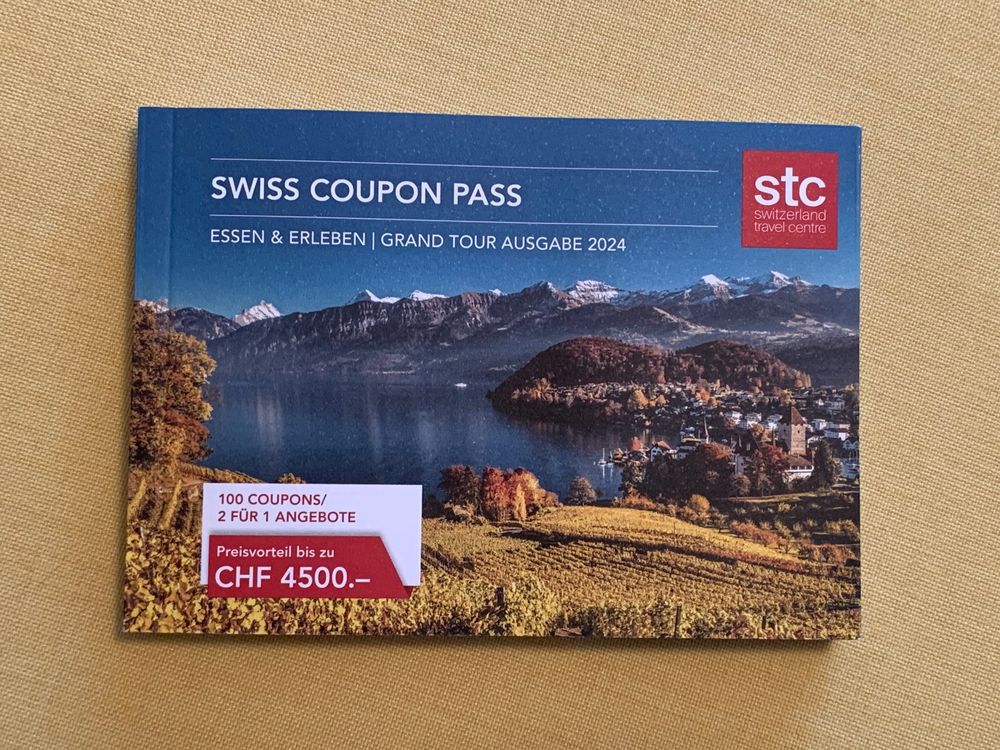 SWISS COUPON PASS
ESSEN & ERLEBEN | GRAND TOUR AUSGABE 2024
stc
switzerland
travel centre
100 COUPONS/
2 FÜR 1 ANGEBOTE
Preisvorteil bis zu
CHF 4500.–